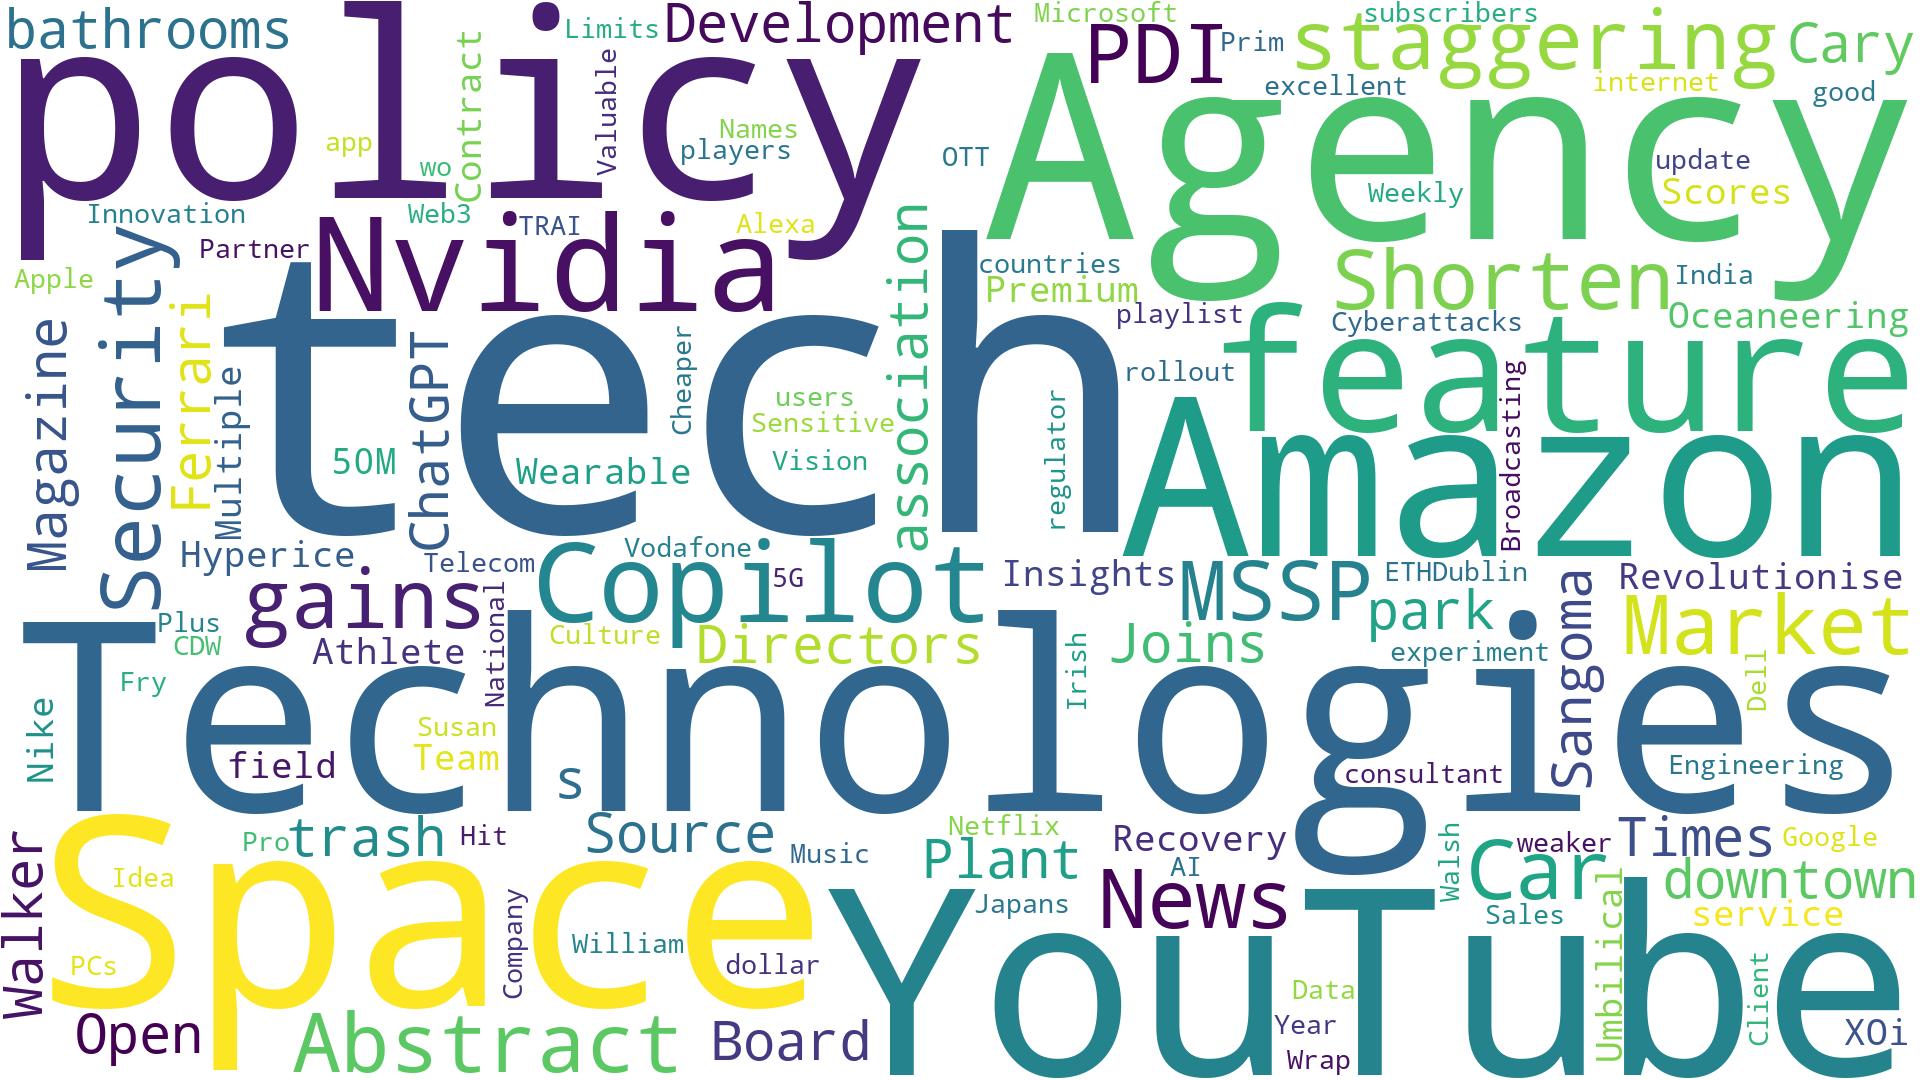 bathrooms
policy
Limits
Development
Microsoft
PDI
Prim
subscribers
staggering
Cary
excellent
internet
good
Contract
Valuable
app
wo
Names
players
OTT
Agency
update
Weekly
Scores
Innovation
Web3
TRAI
Alexa
Partner
Nvidia
Apple
Security
association
countries
Premium
playlist
Shorten
India
Oceaneering
Cyberattacks
Magazine
Ferrari
Multiple
tech
ChatGPT
Cheaper
users
Sensitive
Vision
50M
Wearable
regulator
rollout
feature
Broadcasting
Amazon
Hyperice
Telecom
Vodafone
Copilot
5G
Insights
MSSP
ETHDublin
park
Revolutionise
Market
gains
National
Plus
CDW
Athlete
Culture
Directors
Irish
Joins
experiment
Sangoma
Dell
Fry
Technologies
Nike
Susan
Team
field
s
consultant
Engineering
Walker
Pro
trash
Hit
Source
Music
Netflix
Plant
Recovery
AI
Walsh
Car
weaker
Times
Google
Idea
Space
PCs
Company
William
dollar
YouTube
Japans
News
Sales
Umbilical
downtown
service
Client
Data
Year
Wrap
XOi
Open
Abstract
Board